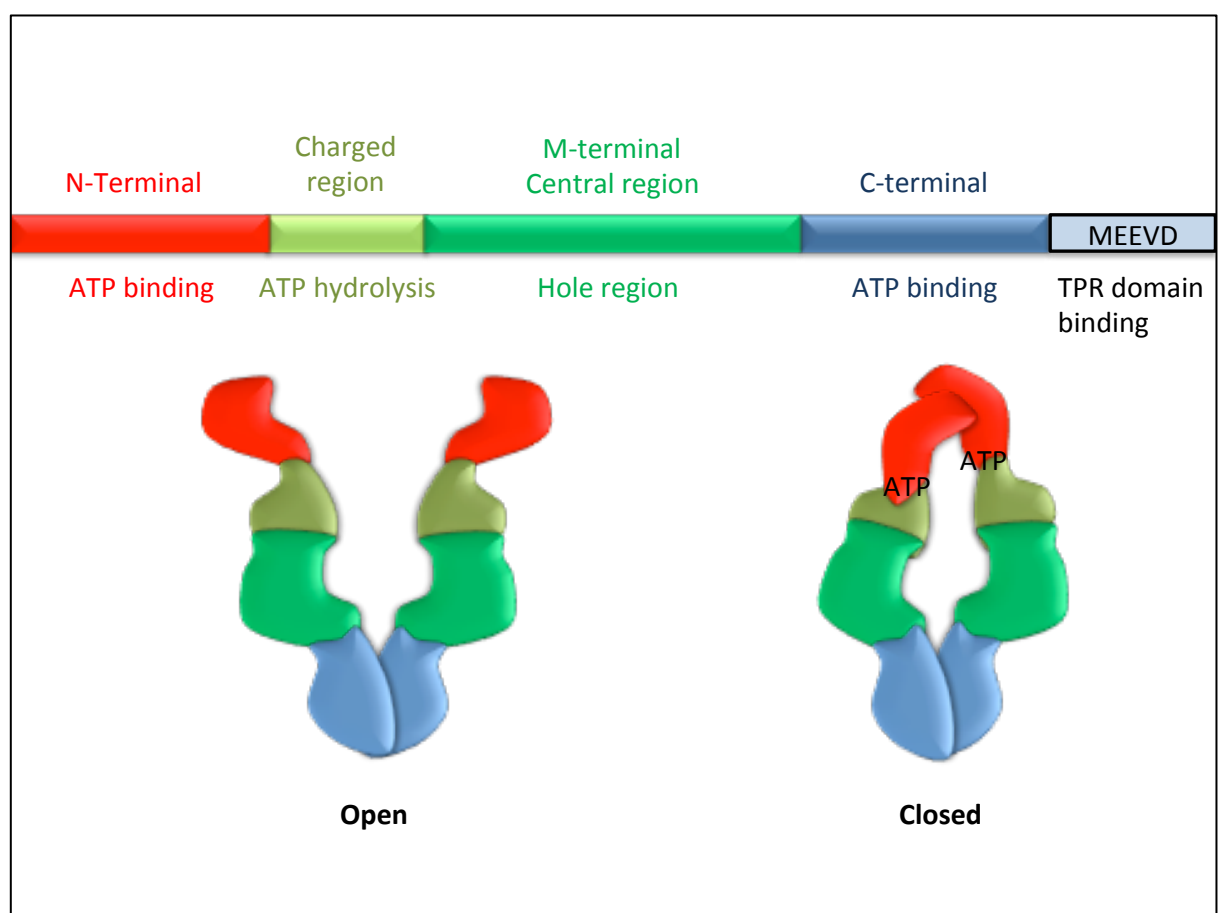 N-Terminal
Charged
region
M-terminal
Central region
C-terminal
MEEVD
ATP binding
ATP hydrolysis
Hole region
ATP binding
TPR domain
binding
ATP
ATP
Open
Closed